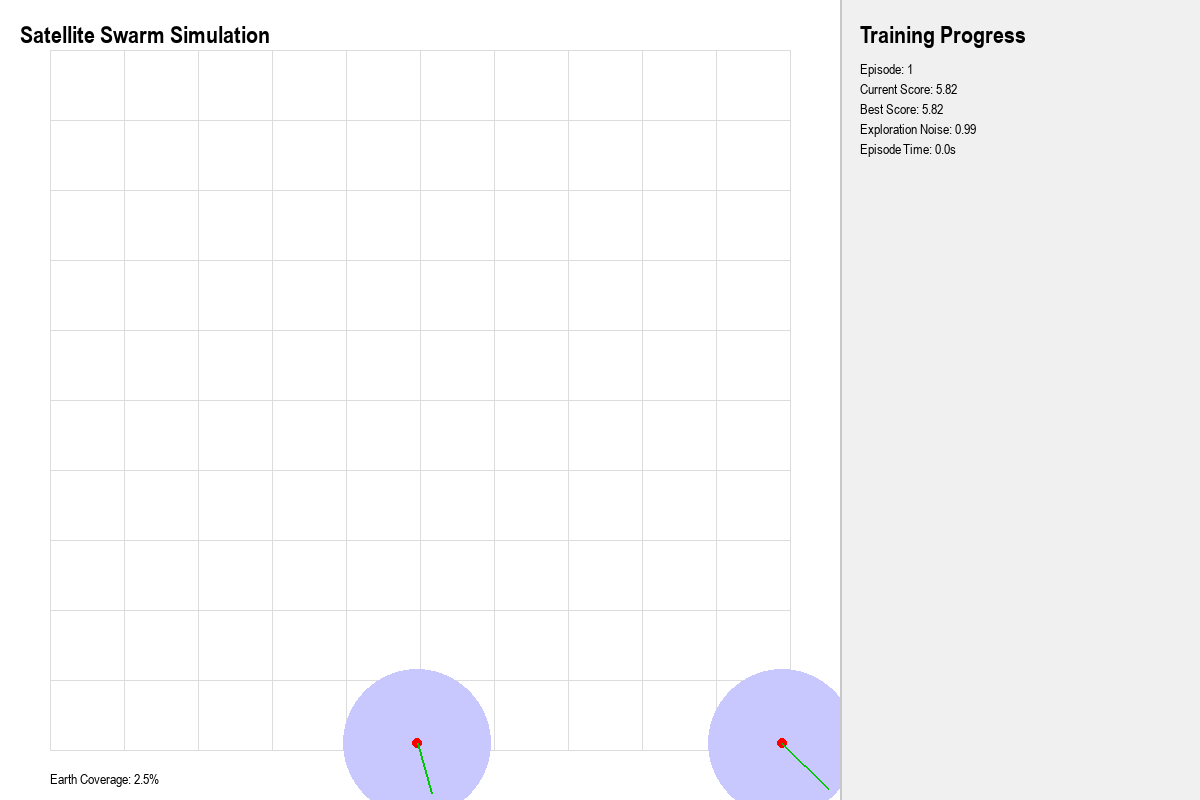 Satellite Swarm Simulation
Training Progress
Episode: 1
Current Score: 5.82
Best Score: 5.82
Exploration Noise: 0.99
Episode Time: 0.0s
Earth Coverage: 2.5%